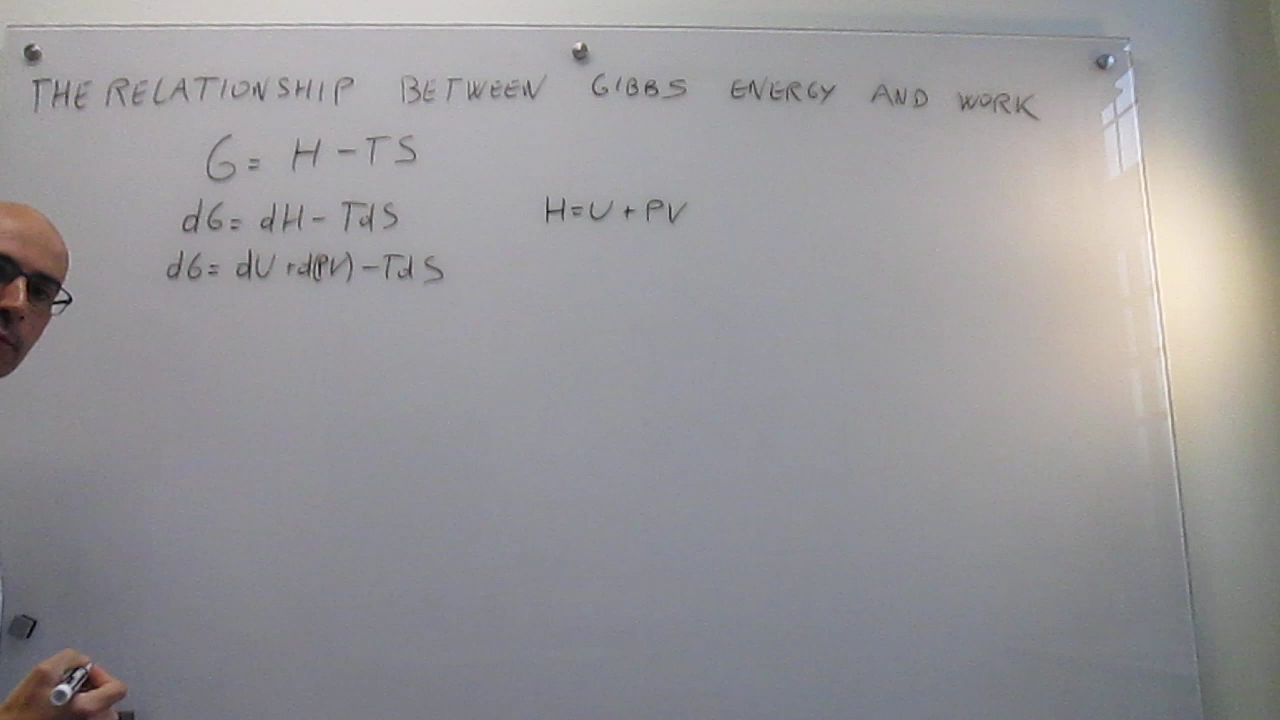 THE RELATIONSHIP BETWEEN GIBBS ENERGY AND WORK
G = H - TS
dG = dH - TdS
H = U + PV
dG = dU + d(PV) - TdS